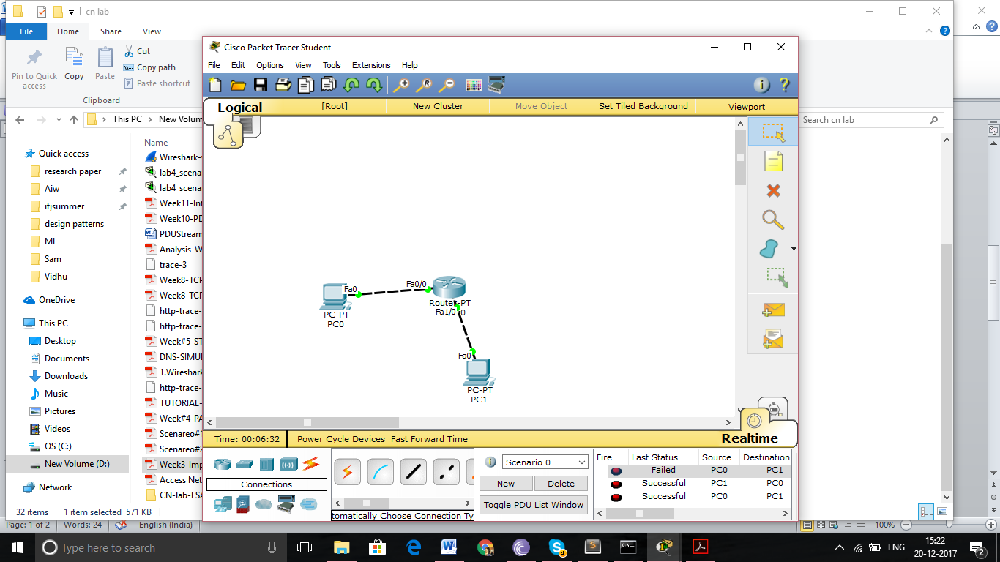 cn lab
File Home Share View
Pin to Quick access
Copy
Paste
Cut
Copy path
Paste shortcut
Clipboard
This PC
New Volum
Search cn lab
Quick access
research paper
Aiw
itjsummer
design patterns
ML
Sam
Vidhu
OneDrive
This PC
Desktop
Documents
Downloads
Music
Pictures
Videos
OS (C:)
New Volume (D:)
Network
Name
Wireshark-
lab4_scena
lab4_scena
Week11-Int
Week10-PD
PDUStream
Analysis-W
trace-3
Week8-TCP
Week8-TCP
http-trace-
http-trace-
Week#5-ST
DNS-SIMU
1.Wireshark
http-trace-
TUTORIAL-
Week#4-PA
Scenareo#1
Scenareo#2
Week3-Imp
Access Net
CN-lab-ESA
32 items 1 item selected 571 KB
Cisco Packet Tracer Student
File Edit Options View Tools Extensions Help
Logical [Root] New Cluster Move Object Set Tiled Background Viewport
Fa0
Fa0/0
PC-PT
PC0
Fa1/0
Fa0
PC-PT
PC1
Time: 00:06:32 Power Cycle Devices Fast Forward Time
Realtime
Connections
tomatically Choose Connection Ty
Scenario 0
New Delete
Toggle PDU List Window
Fire Last Status Source Destination
Failed PC0 PC1
Successful PC1 PC0
Successful PC0 PC1
Page: 1 of 2 Words: 24 English (India)
100%
Type here to search
4
ENG
15:22
20-12-2017
2